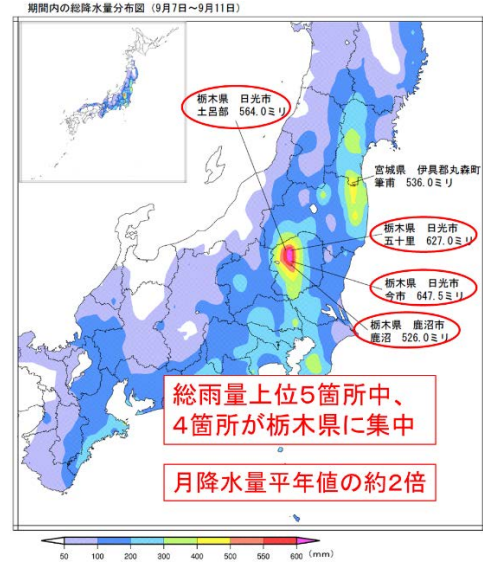 期間内の総降水量分布図（9月7日～9月11日）
栃木県　日光市
土呂部　564.0ミリ
宮城県　伊具郡丸森町
筆甫　536.0ミリ
栃木県　日光市
五十里　627.0ミリ
栃木県　日光市
今市　647.5ミリ
栃木県　鹿沼市
鹿沼　526.0ミリ
総雨量上位5箇所中、
4箇所が栃木県に集中
月降水量平年値の約2倍
50 100 200 300 400 500 550 600 (mm)